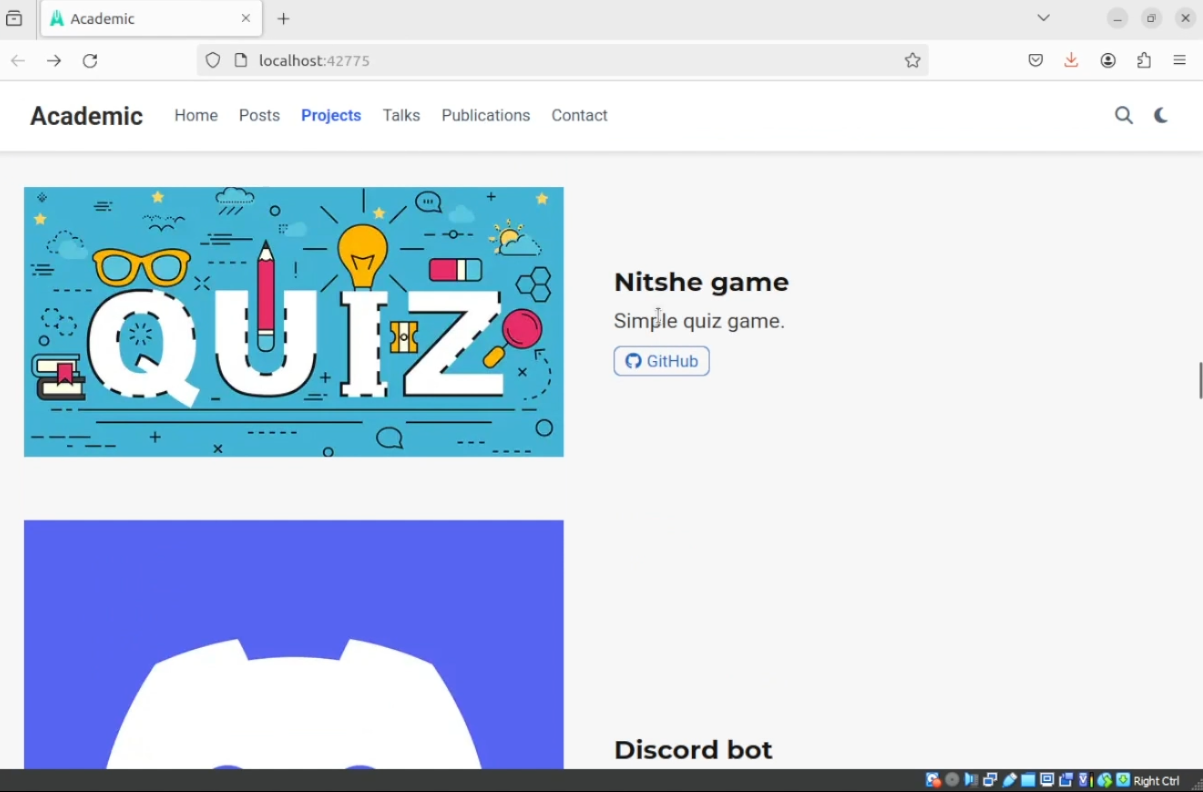 Academic
localhost:42775
Academic
Home Posts Projects Talks Publications Contact
QUIZ
Nitshe game
Simple quiz game.
GitHub
Discord bot
Right Ctrl